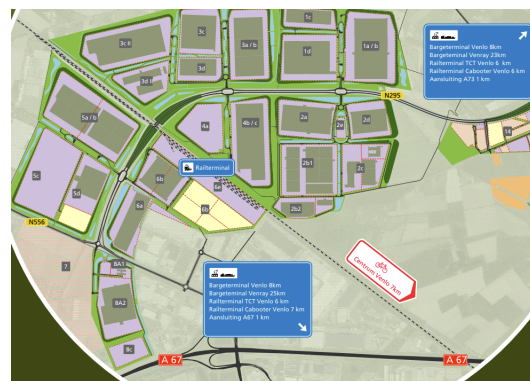 5c
3c
3c II
3a / b
1d
1a / b
3d
3d II
Bargeterminal Venlo 8km
Bargeterminal Venray 23km
Railterminal TCT Venlo 6 km
Railterminal Cabooter Venlo 6 km
Aansluiting A73 1 km
N295
5a / b
4a
4b / c
2a
2e
2d
14
Railterminal
2b1
2c
5c
5d
6b
6e
6b
6a
2b2
N556
Centrum Venlo 7km
7
8A1
8A2
8c
Bargeterminal Venlo 8km
Bargeterminal Venray 25km
Railterminal TCT Venlo 6 km
Railterminal Cabooter Venlo 7 km
Aansluiting A67 1 km
A 67
A 67